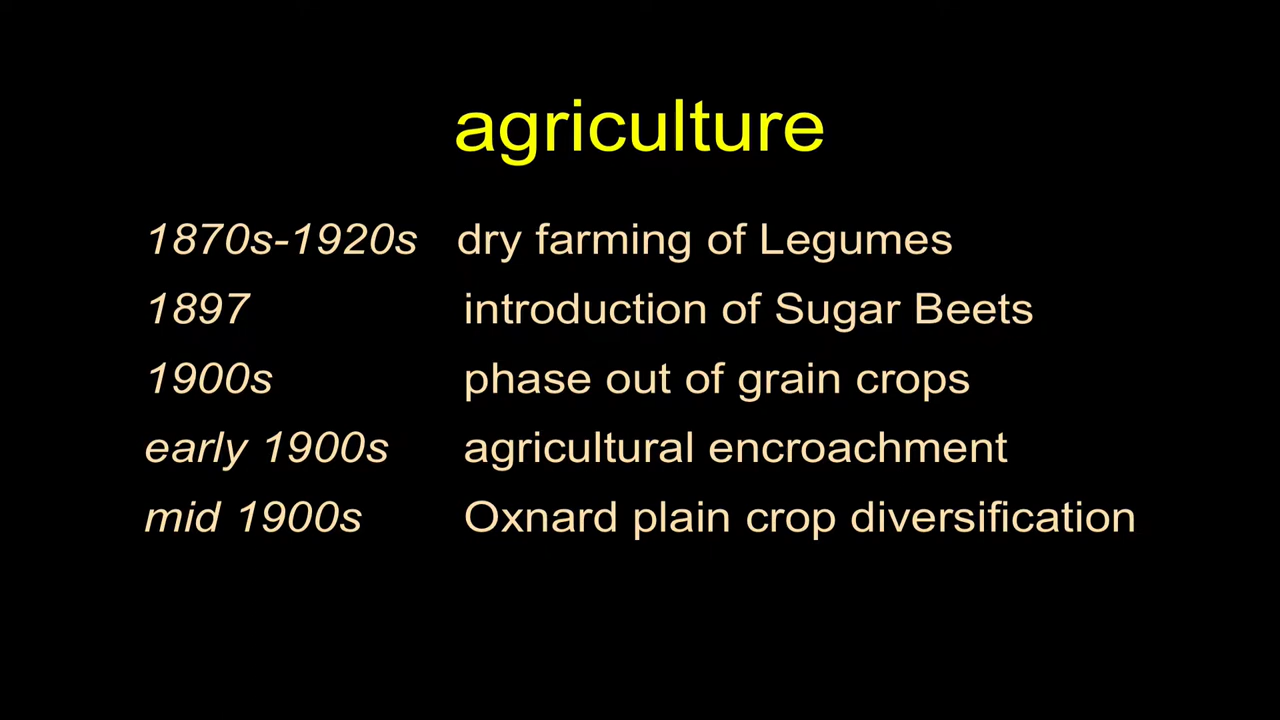 agriculture
1870s-1920s dry farming of Legumes
1897 introduction of Sugar Beets
1900s phase out of grain crops
early 1900s agricultural encroachment
mid 1900s Oxnard plain crop diversification